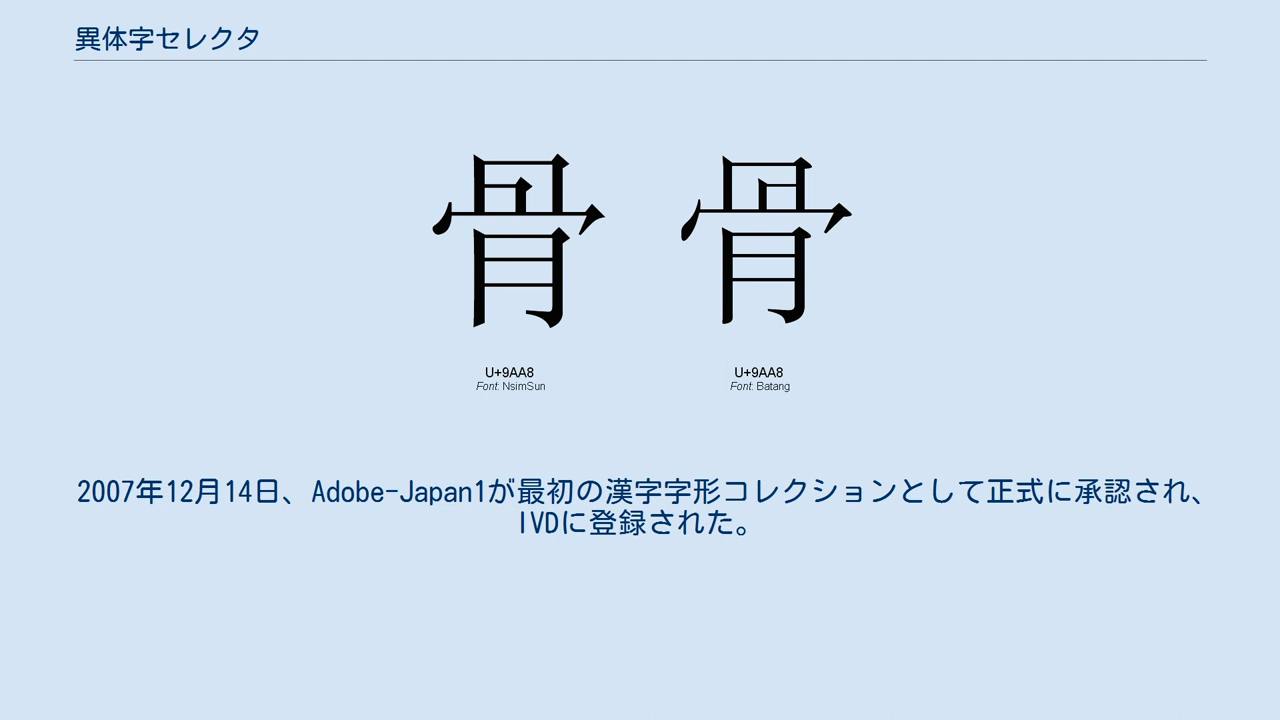 異体字セレクタ
骨 骨
U+9AA8 U+9AA8
Font: NsimSun Font: Batang
2007年12月14日、Adobe-Japan1が最初の漢字字形コレクションとして正式に承認され、
IVDに登録された。